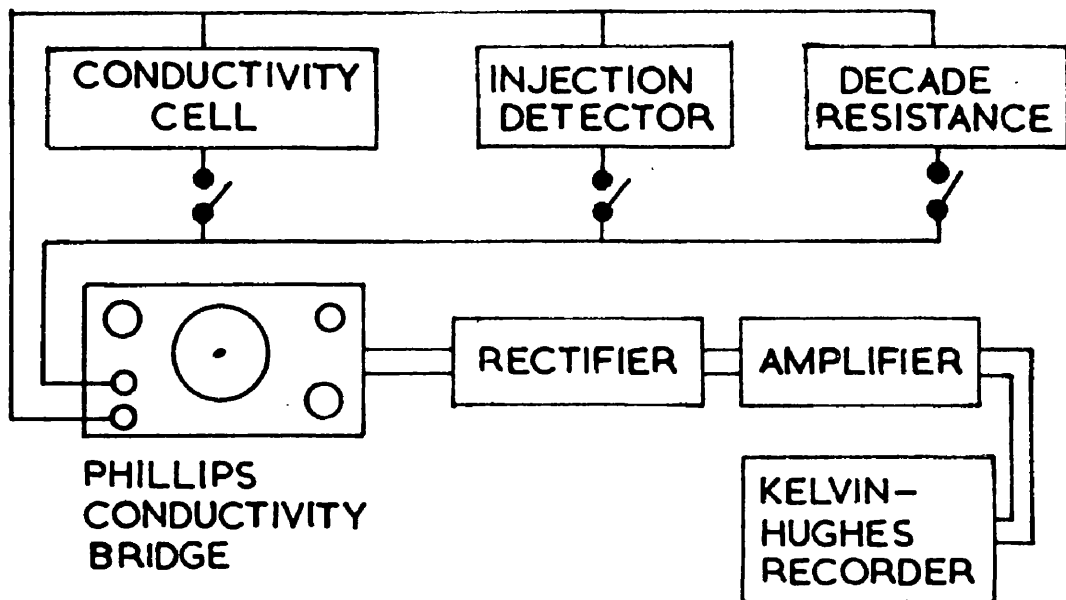 CONDUCTIVITY
CELL
INJECTION
DETECTOR
DECADE
RESISTANCE
RECTIFIER
AMPLIFIER
PHILLIPS
CONDUCTIVITY
BRIDGE
KELVIN-
HUGHES
RECORDER